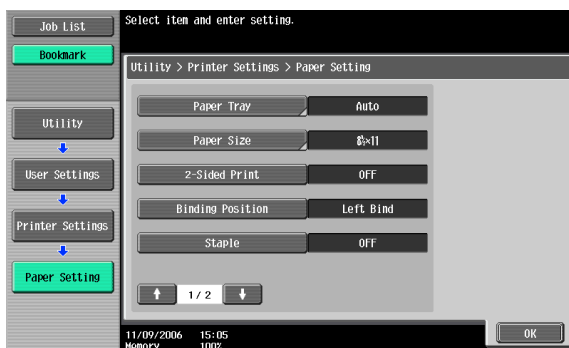 Job List
Select item and enter setting.
Bookmark
Utility > Printer Settings > Paper Setting
Paper Tray Auto
Utility
Paper Size 8½×11
User Settings
2-Sided Print OFF
Binding Position Left Bind
Printer Settings
Staple OFF
Paper Setting
1/ 2
11/09/2006 15:05
Memory 100%
OK